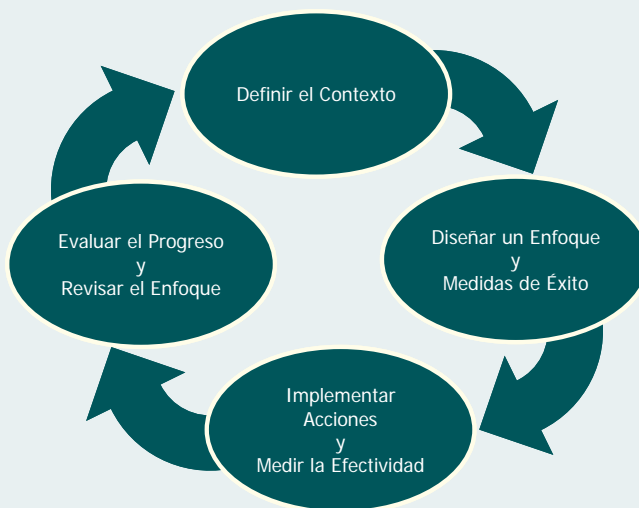 Definir el Contexto
Diseñar un Enfoque
y
Medidas de Éxito
Implementar
Acciones
y
Medir la Efectividad
Evaluar el Progreso
y
Revisar el Enfoque